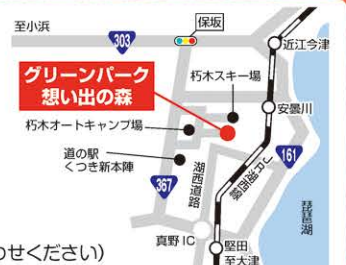 至小浜
303
保坂
近江今津
グリーンパーク
想い出の森
朽木スキー場
安曇川
朽木オートキャンプ場
道の駅
くつき新本陣
367
湖西道路
JR湖西線
161
琵琶湖
真野IC
堅田
至大津
わせください)